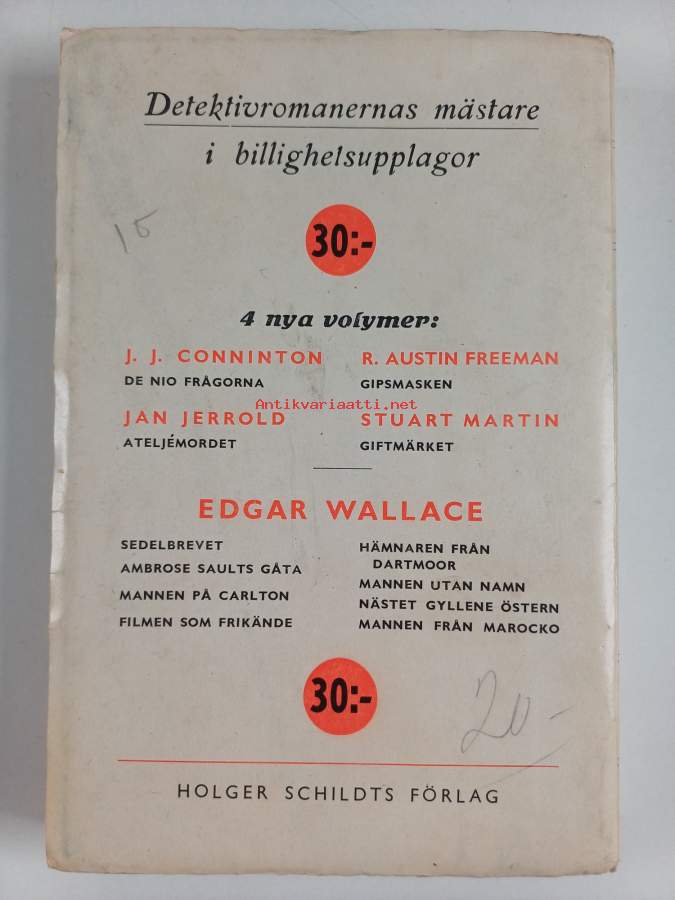 Detektivromanernas mästare
i billighetsupplagor
15
30:-
4 nya volymer:
J. J. CONNINTON
DE NIO FRÅGORNA
R. AUSTIN FREEMAN
GIPSMASKEN
Antikvariaatti.net
JAN JERROLD
ATELJÉMORDET
STUART MARTIN
GIFTMÄRKET
EDGAR WALLACE
SEDELBREVET
AMBROSE SAULTS GÅTA
MANNEN PÅ CARLTON
FILMEN SOM FRIKÄNDE
HÄMNAREN FRÅN
DARTMOOR
MANNEN UTAN NAMN
NÄSTET GYLLENE ÖSTERN
MANNEN FRÅN MAROCKO
30:-
20-
HOLGER SCHILDTS FÖRLAG